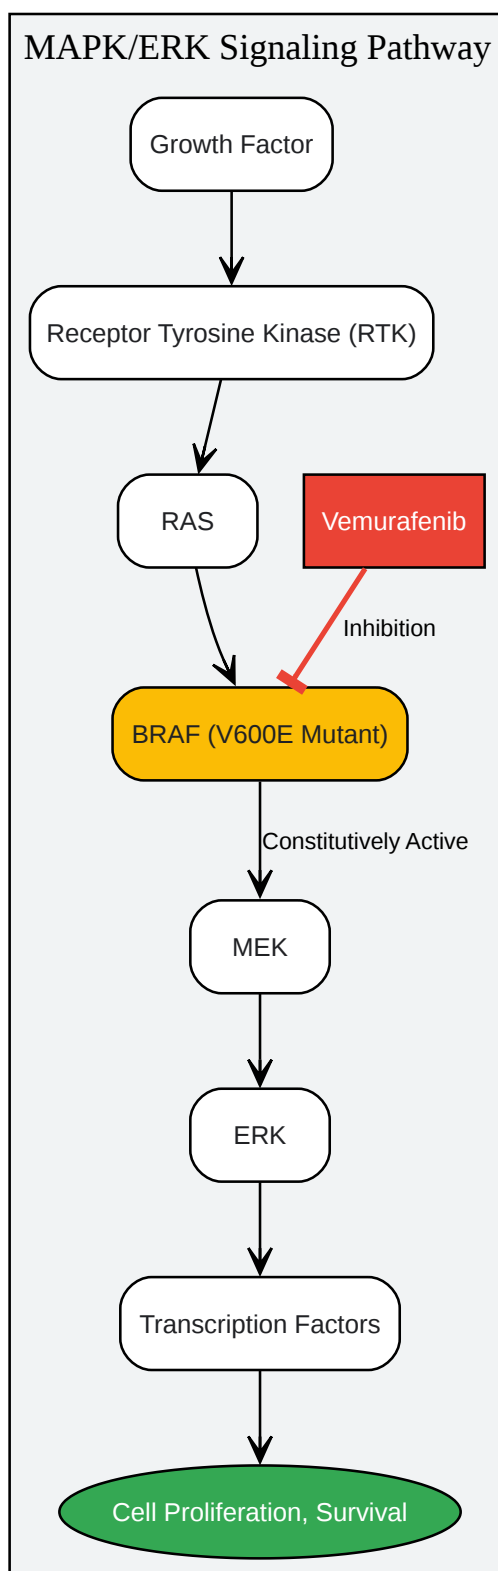 MAPK/ERK Signaling Pathway
Growth Factor
Receptor Tyrosine Kinase (RTK)
RAS
Vemurafenib
Inhibition
BRAF (V600E Mutant)
Constitutively Active
MEK
ERK
Transcription Factors
Cell Proliferation, Survival